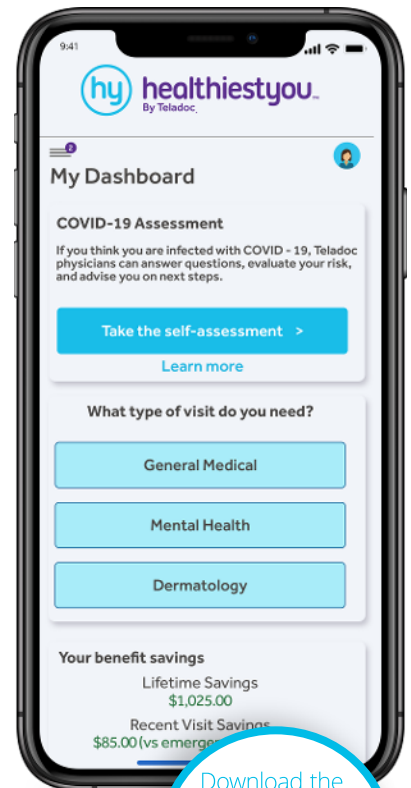 9:41
hy healthiestyou
By Teladoc
2
My Dashboard
COVID-19 Assessment
If you think you are infected with COVID - 19, Teladoc
physicians can answer questions, evaluate your risk,
and advise you on next steps.
Take the self-assessment >
Learn more
What type of visit do you need?
General Medical
Mental Health
Dermatology
Your benefit savings
Lifetime Savings
$1,025.00
Recent Visit Savings
$85.00 (vs emerge
Download the